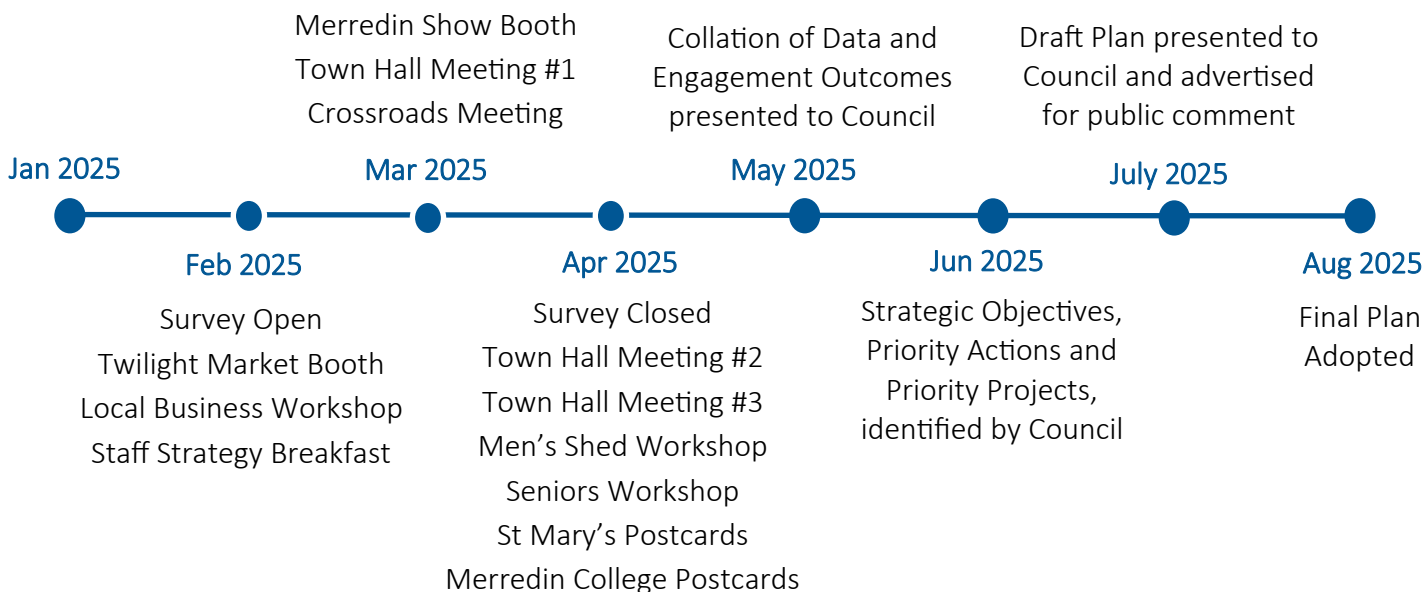 Merredin Show Booth
Town Hall Meeting #1
Crossroads Meeting
Collation of Data and
Engagement Outcomes
presented to Council
Draft Plan presented to
Council and advertised
for public comment
Jan 2025
Mar 2025
May 2025
July 2025
Feb 2025
Survey Open
Twilight Market Booth
Local Business Workshop
Staff Strategy Breakfast
Apr 2025
Survey Closed
Town Hall Meeting #2
Town Hall Meeting #3
Men’s Shed Workshop
Seniors Workshop
St Mary’s Postcards
Merredin College Postcards
Jun 2025
Strategic Objectives,
Priority Actions and
Priority Projects,
identified by Council
Aug 2025
Final Plan
Adopted